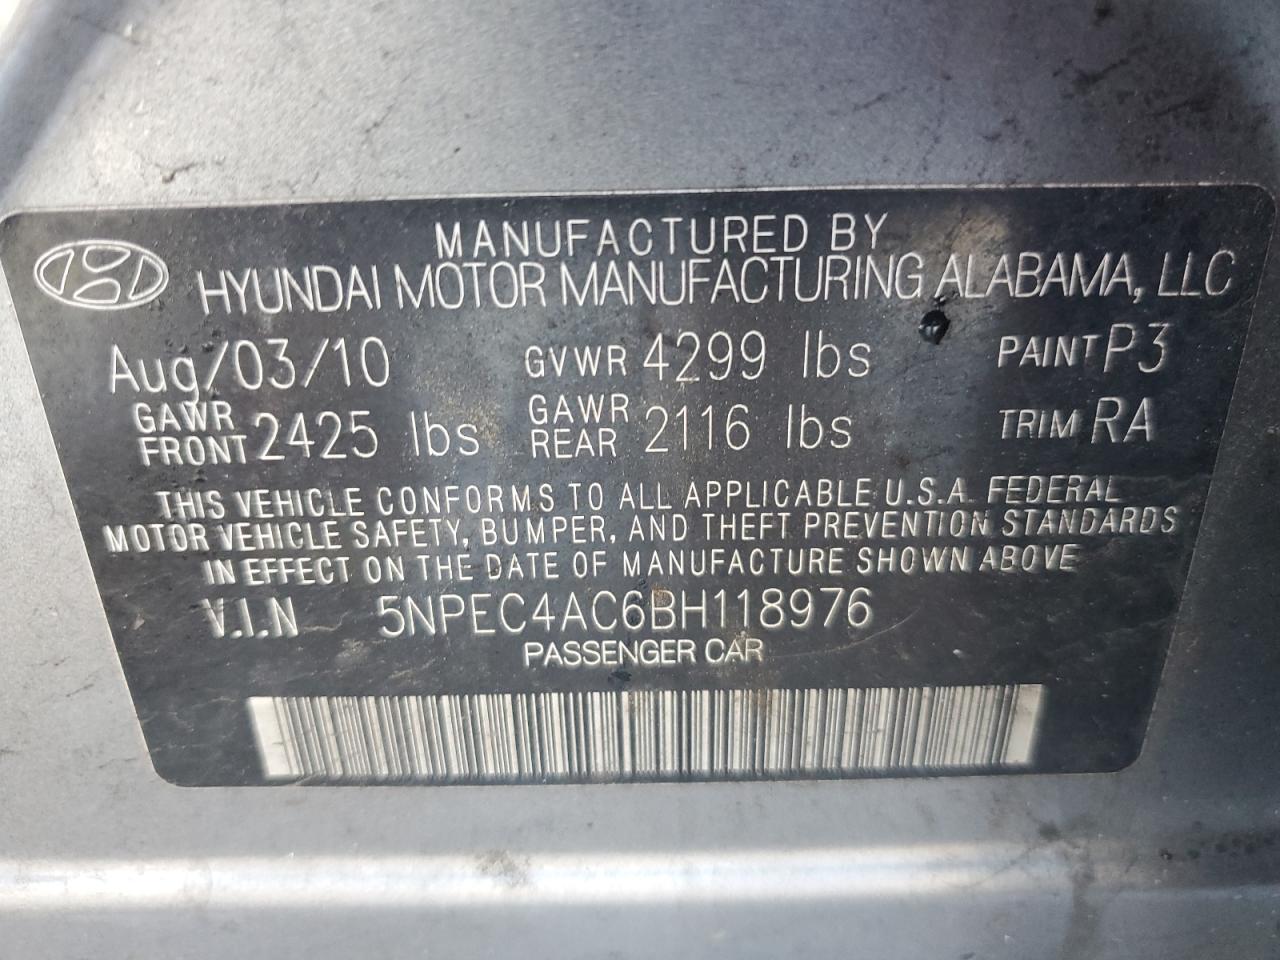 MANUFACTURED BY
HYUNDAI MOTOR MANUFACTURING ALABAMA, LLC
Aug/03/10 GVWR 4299 lbs PAINT P3
GAWR FRONT 2425 lbs GAWR REAR 2116 lbs TRIM RA
THIS VEHICLE CONFORMS TO ALL APPLICABLE U.S.A. FEDERAL
MOTOR VEHICLE SAFETY, BUMPER, AND THEFT PREVENTION STANDARDS
IN EFFECT ON THE DATE OF MANUFACTURE SHOWN ABOVE
V.I.N 5NPEC4AC6BH118976
PASSENGER CAR